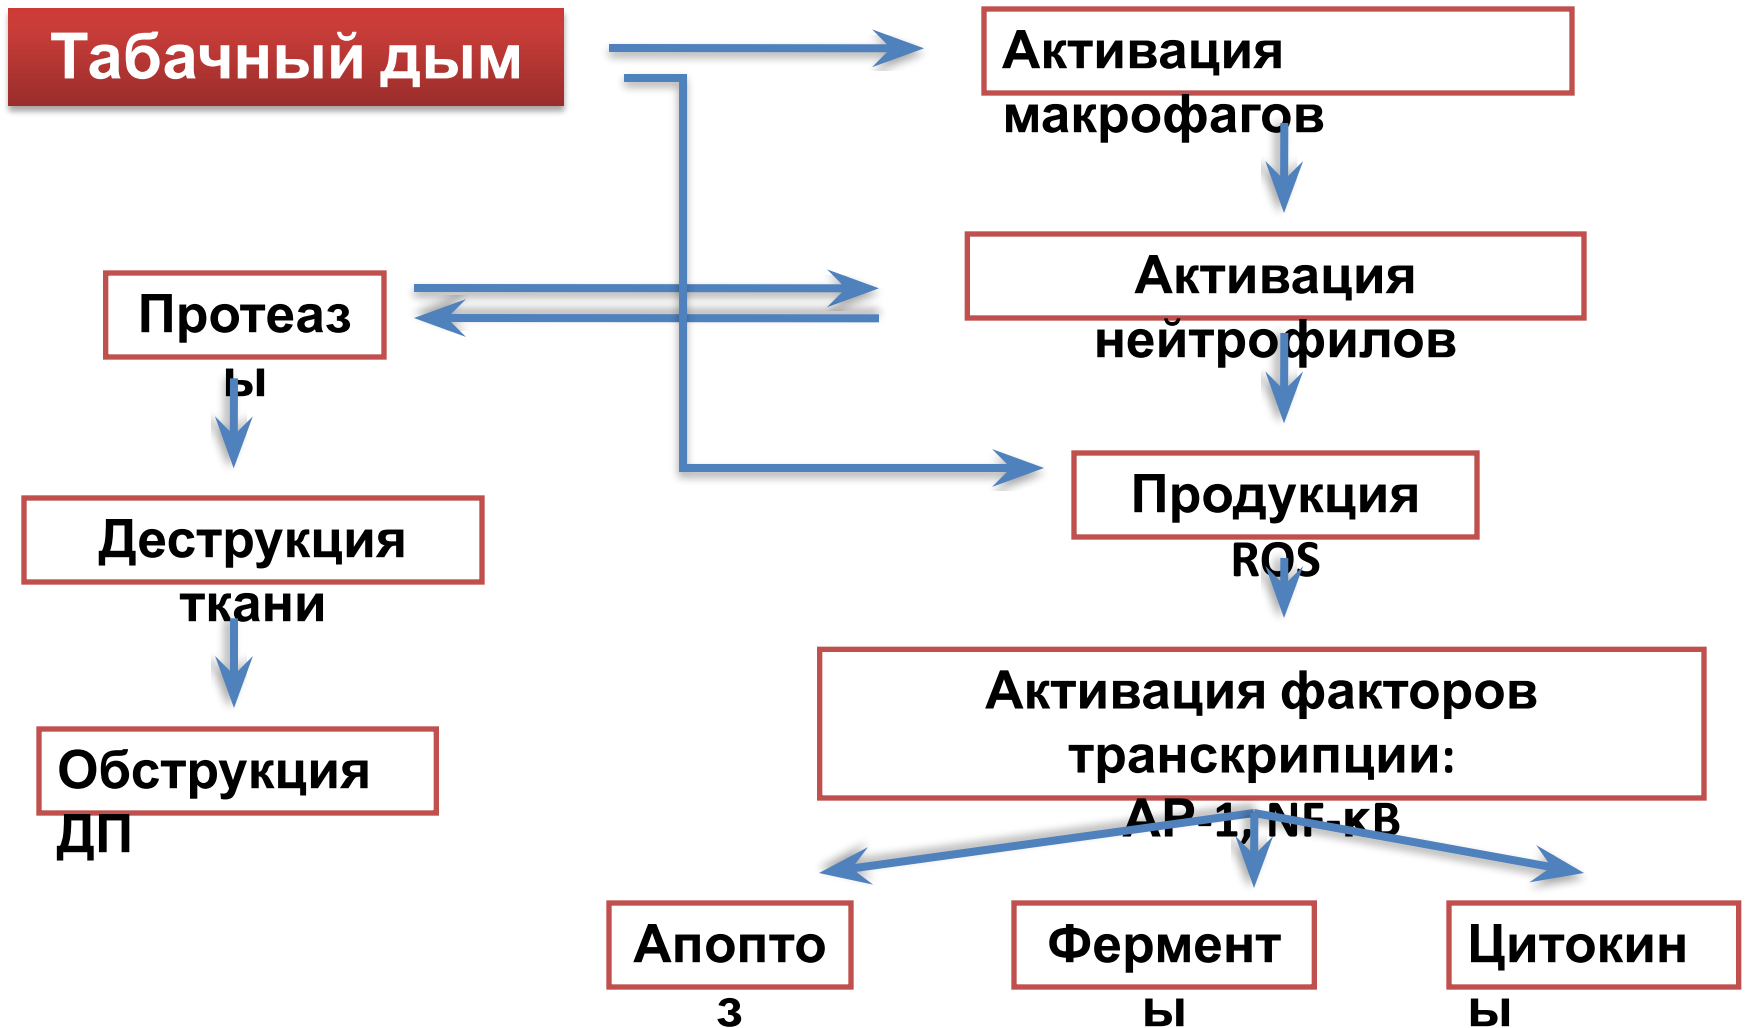 Табачный дым
Активация
макрофагов
Активация
нейтрофилов
Протеаз
ы
Продукция
ROS
Деструкция
ткани
Активация факторов
транскрипции:
АР-1, NF-κB
Обструкция
ДП
Апопто
з
Фермент
ы
Цитокин
ы